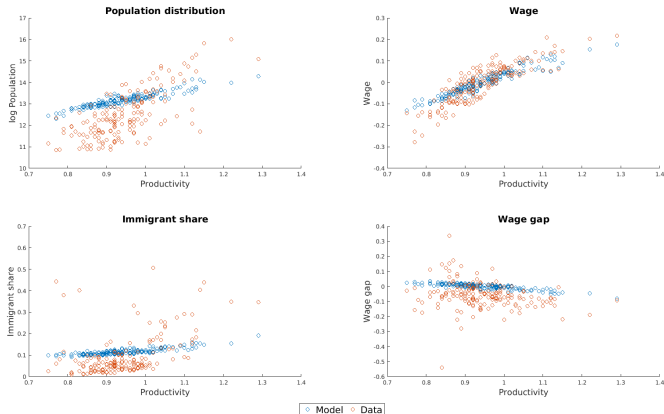 Population distribution
17
16
15
14
13
12
11
10
log Population
0.7 0.8 0.9 1 1.1 1.2 1.3 1.4
Productivity
Wage
0.3
0.2
0.1
0
-0.1
-0.2
-0.3
-0.4
Wage
0.7 0.8 0.9 1 1.1 1.2 1.3 1.4
Productivity
Immigrant share
0.7
0.6
0.5
0.4
0.3
0.2
0.1
0
Immigrant share
0.7 0.8 0.9 1 1.1 1.2 1.3 1.4
Productivity
Wage gap
0.4
0.3
0.2
0.1
0
-0.1
-0.2
-0.3
-0.4
-0.5
-0.6
Wage gap
0.7 0.8 0.9 1 1.1 1.2 1.3 1.4
Productivity
Model Data